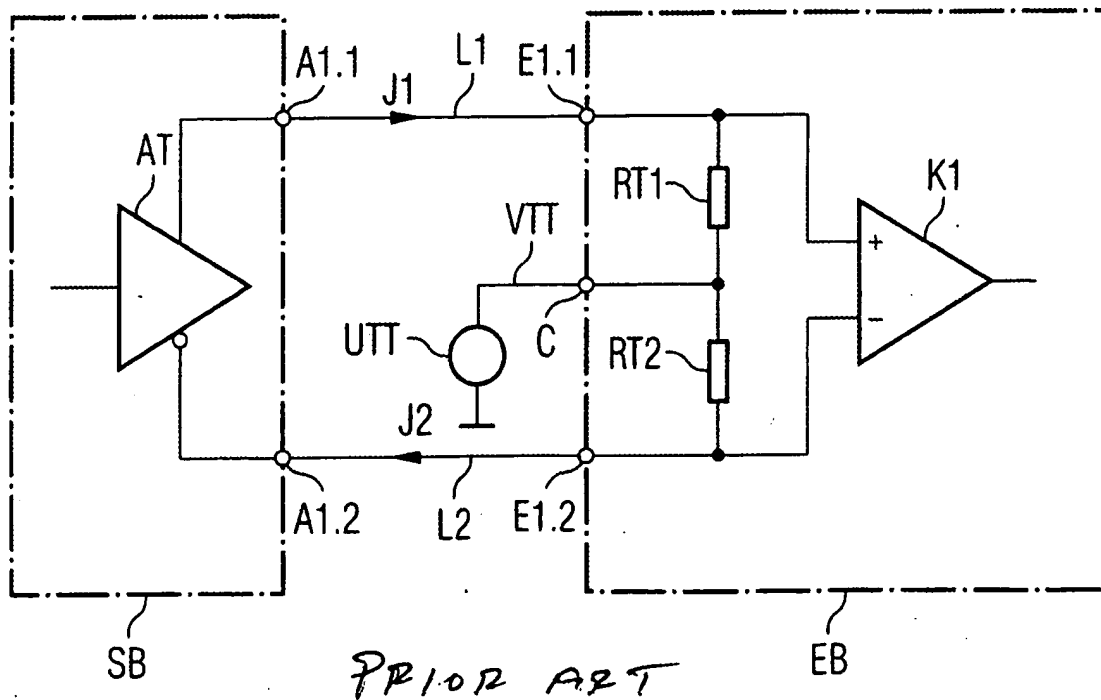 A1.1
J1
L1
E1.1
AT
RT1
K1
VTT
+
UTT
C
RT2
−
J2
A1.2
L2
E1.2
SB
EB
PRIOR ART